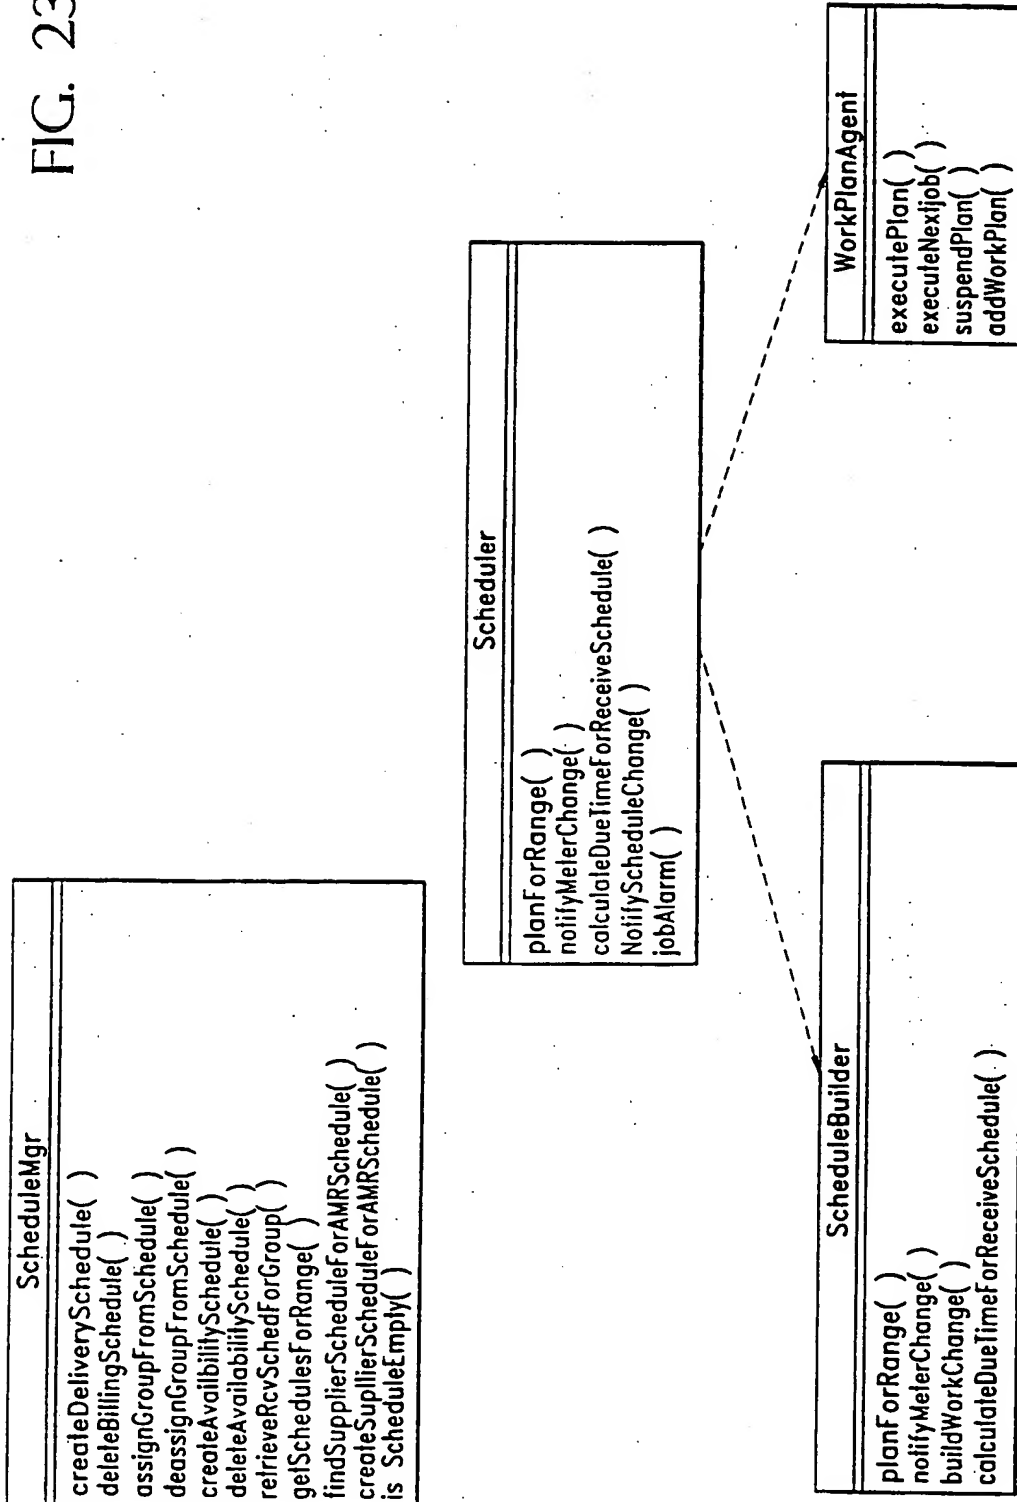 FIG. 23
ScheduleMgr
createDeliverySchedule( )
deleteBillingSchedule( )
assignGroupFromSchedule( )
deassignGroupFromSchedule( )
createAvailbilitySchedule( )
deleteAvailabilitySchedule( )
retrieveRcvSchedForGroup( )
getSchedulesForRange( )
findSupplierScheduleForAMRSchedule( )
createSupllierScheduleForAMRSchedule( )
is ScheduleEmpty( )
Scheduler
planForRange( )
notifyMeterChange( )
calculateDueTimeForReceiveSchedule( )
NotifyScheduleChange( )
jobAlarm( )
ScheduleBuilder
planForRange( )
notifyMeterChange( )
buildWorkChange( )
calculateDueTimeForReceiveSchedule( )
WorkPlanAgent
executePlan( )
executeNextjob( )
suspendPlan( )
addWorkPlan( )